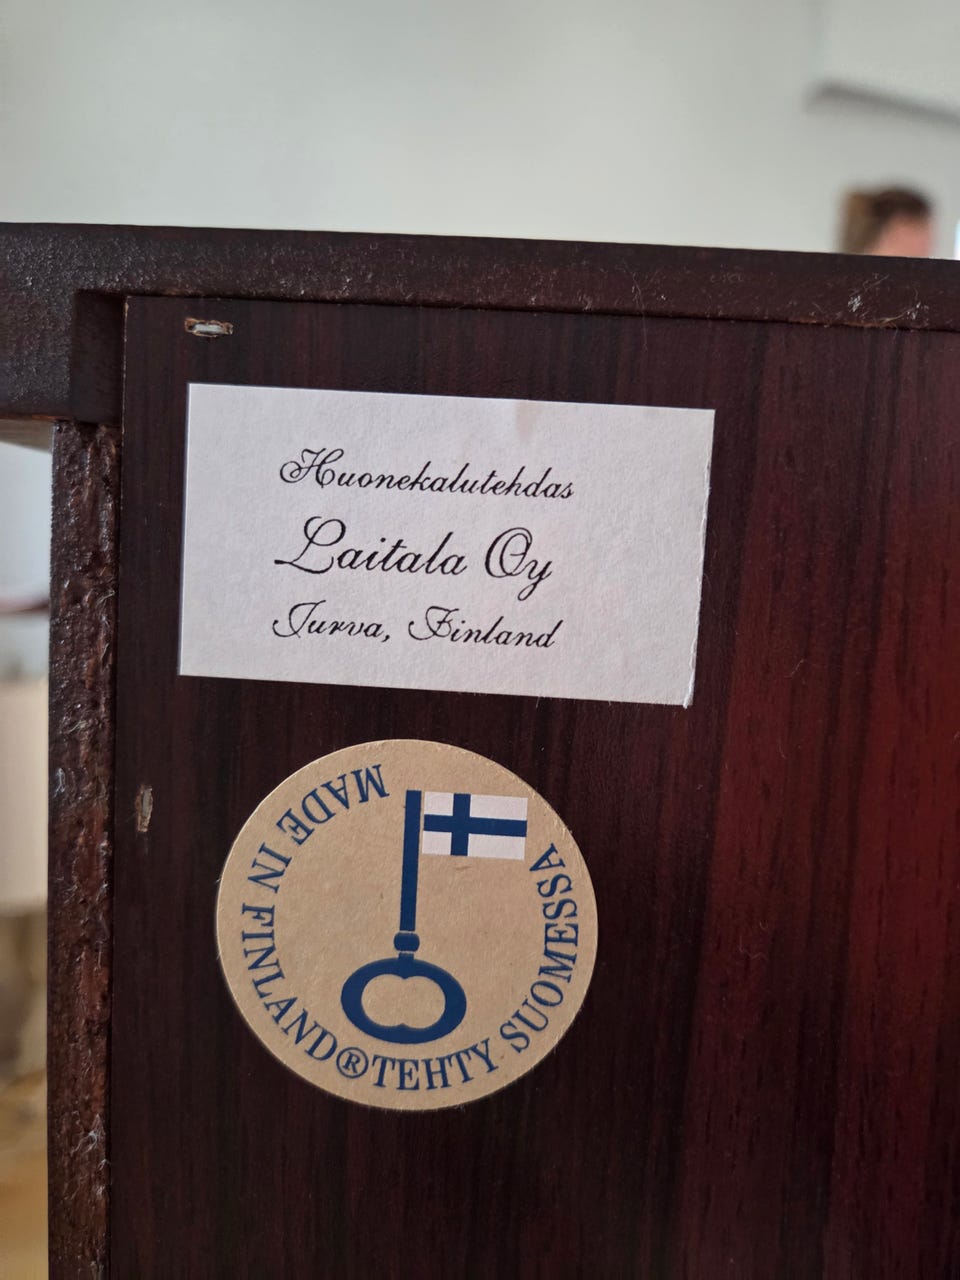 Huonekalutehdas
Laitala Oy
Jurva, Finland
MADE IN FINLAND® TEHTY SUOMESSA